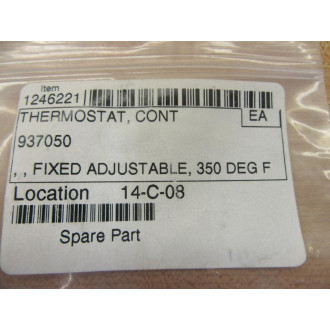 Item
1246221
THERMOSTAT, CONT EA
937050
, , FIXED ADJUSTABLE, 350 DEG F
Location 14-C-08
Spare Part